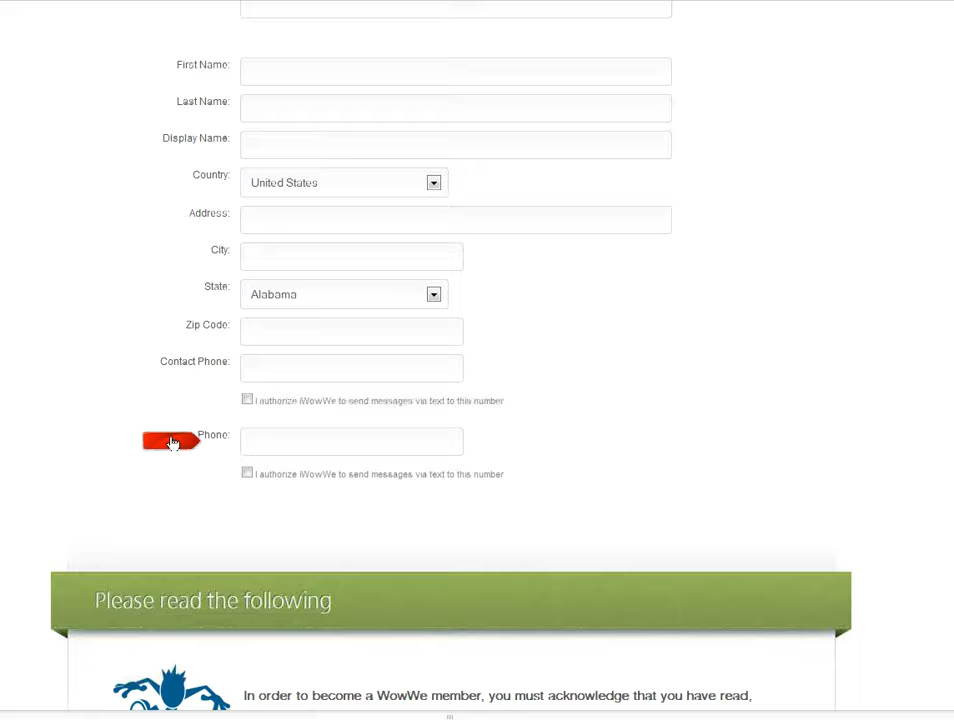 First Name:
Last Name:
Display Name:
Country:
United States
Address:
City:
State:
Alabama
Zip Code:
Contact Phone:
I authorize iWowWe to send messages via text to this number
Phone:
I authorize iWowWe to send messages via text to this number
Please read the following
In order to become a WowWe member, you must acknowledge that you have read,